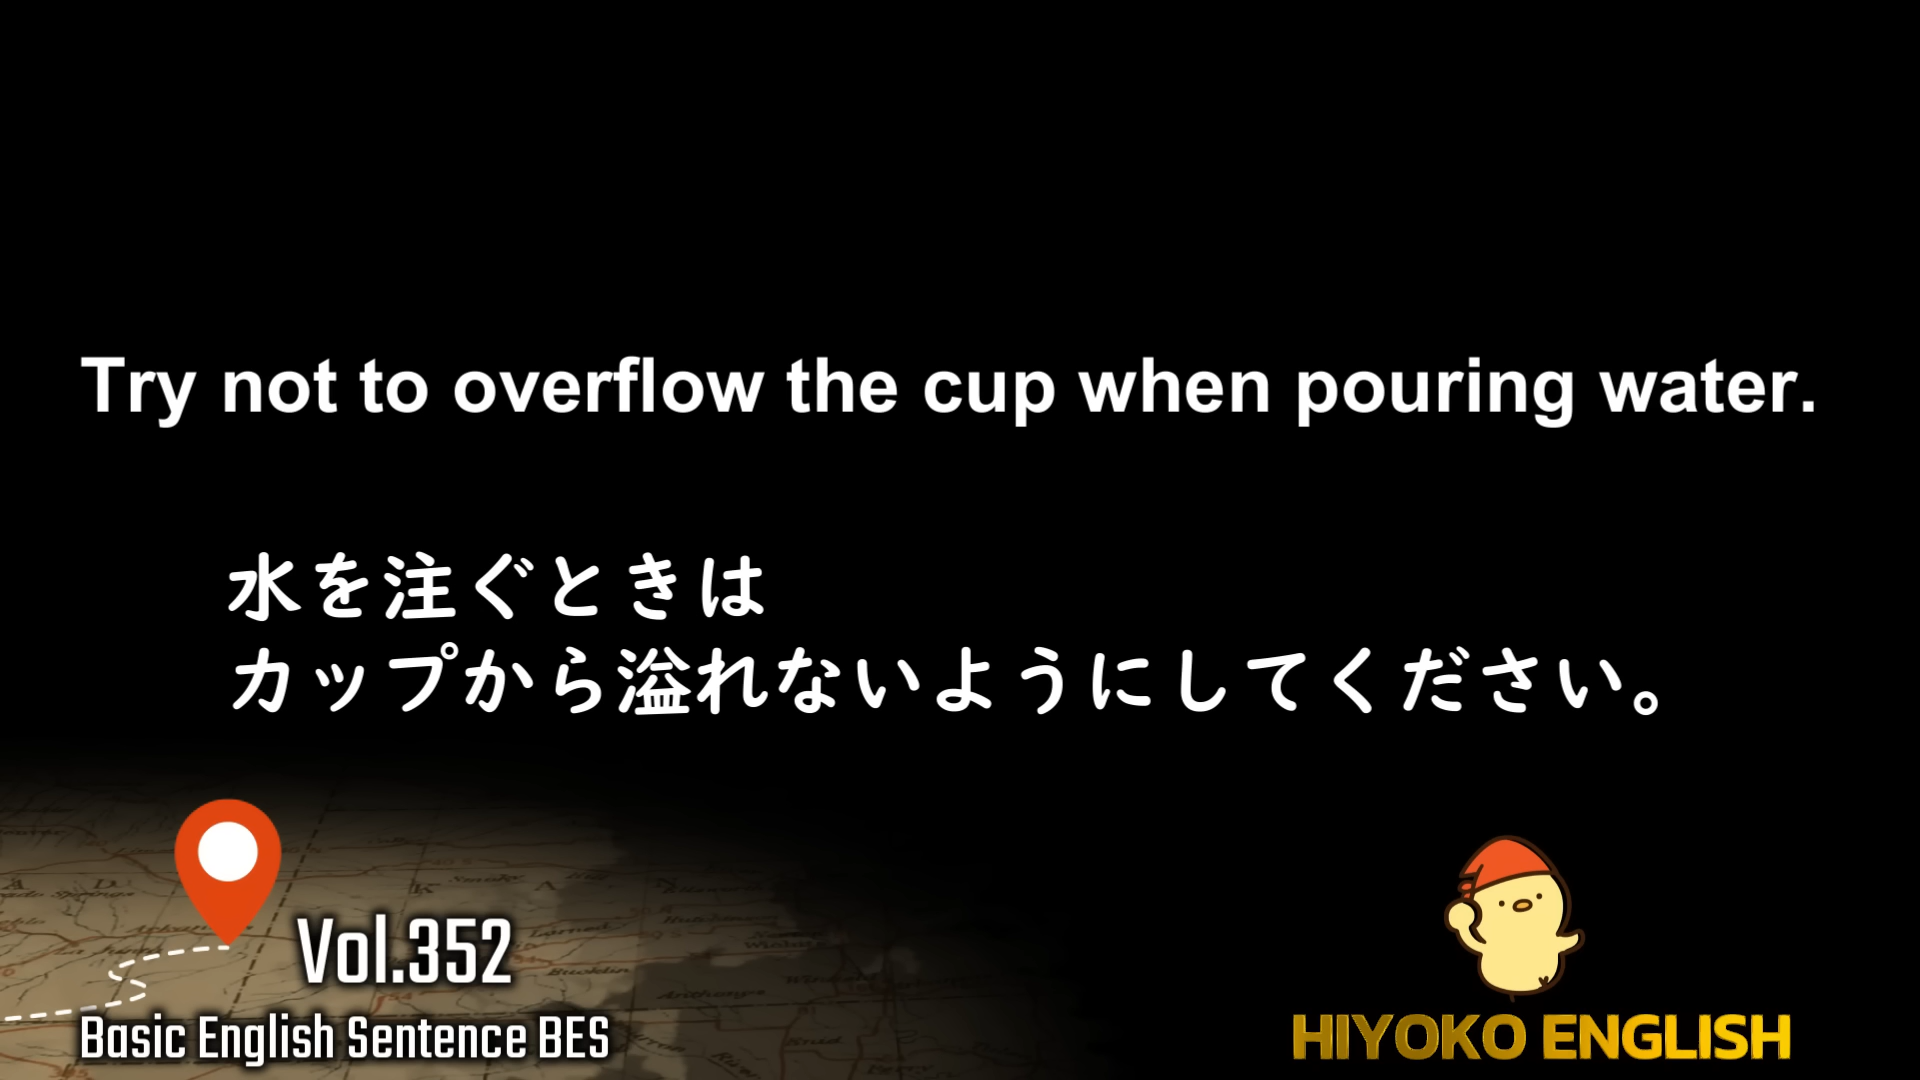 Try not to overflow the cup when pouring water.
水を注ぐときは
カップから溢れないようにしてください。
Vol.352
Basic English Sentence BES
HIYOKO ENGLISH